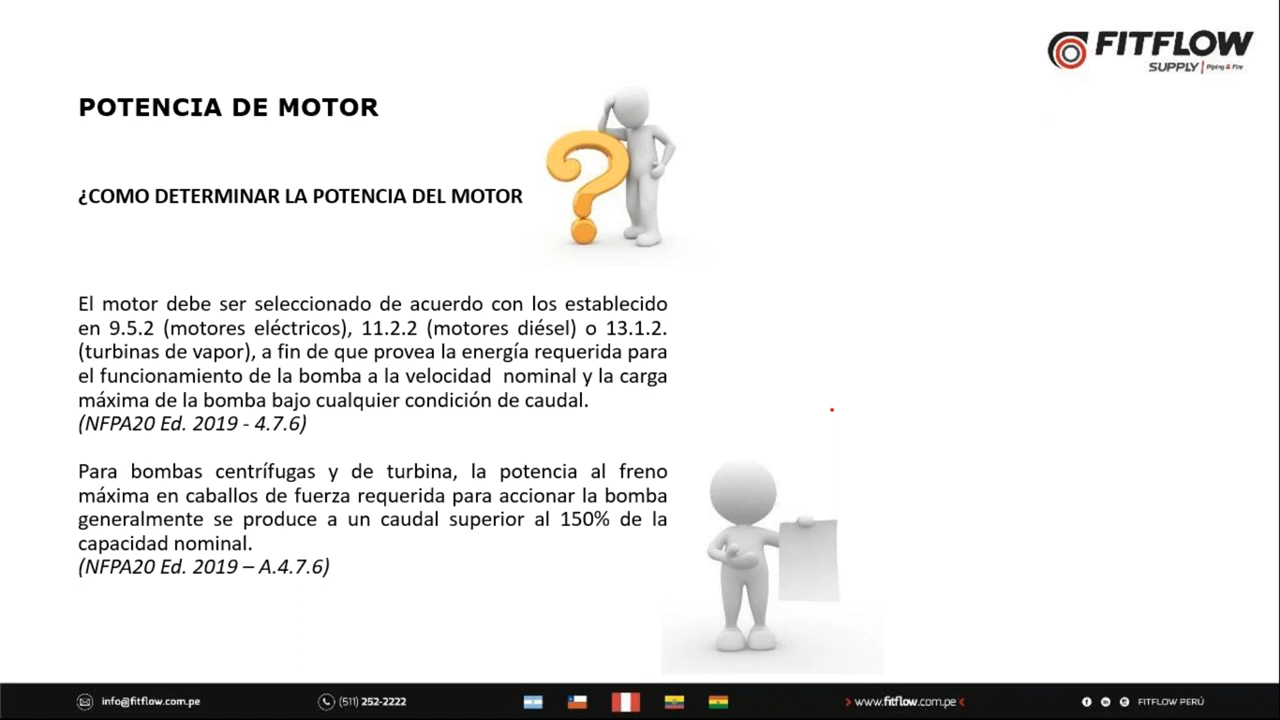 FITFLOW
SUPPLY | Piping & Fire
POTENCIA DE MOTOR
¿COMO DETERMINAR LA POTENCIA DEL MOTOR
El motor debe ser seleccionado de acuerdo con los establecido
en 9.5.2 (motores eléctricos), 11.2.2 (motores diésel) o 13.1.2.
(turbinas de vapor), a fin de que provea la energía requerida para
el funcionamiento de la bomba a la velocidad nominal y la carga
máxima de la bomba bajo cualquier condición de caudal.
(NFPA20 Ed. 2019 - 4.7.6)
Para bombas centrífugas y de turbina, la potencia al freno
máxima en caballos de fuerza requerida para accionar la bomba
generalmente se produce a un caudal superior al 150% de la
capacidad nominal.
(NFPA20 Ed. 2019 – A.4.7.6)
info@fitflow.com.pe
(511) 252-2222
www.fitflow.com.pe
FITFLOW PERÚ